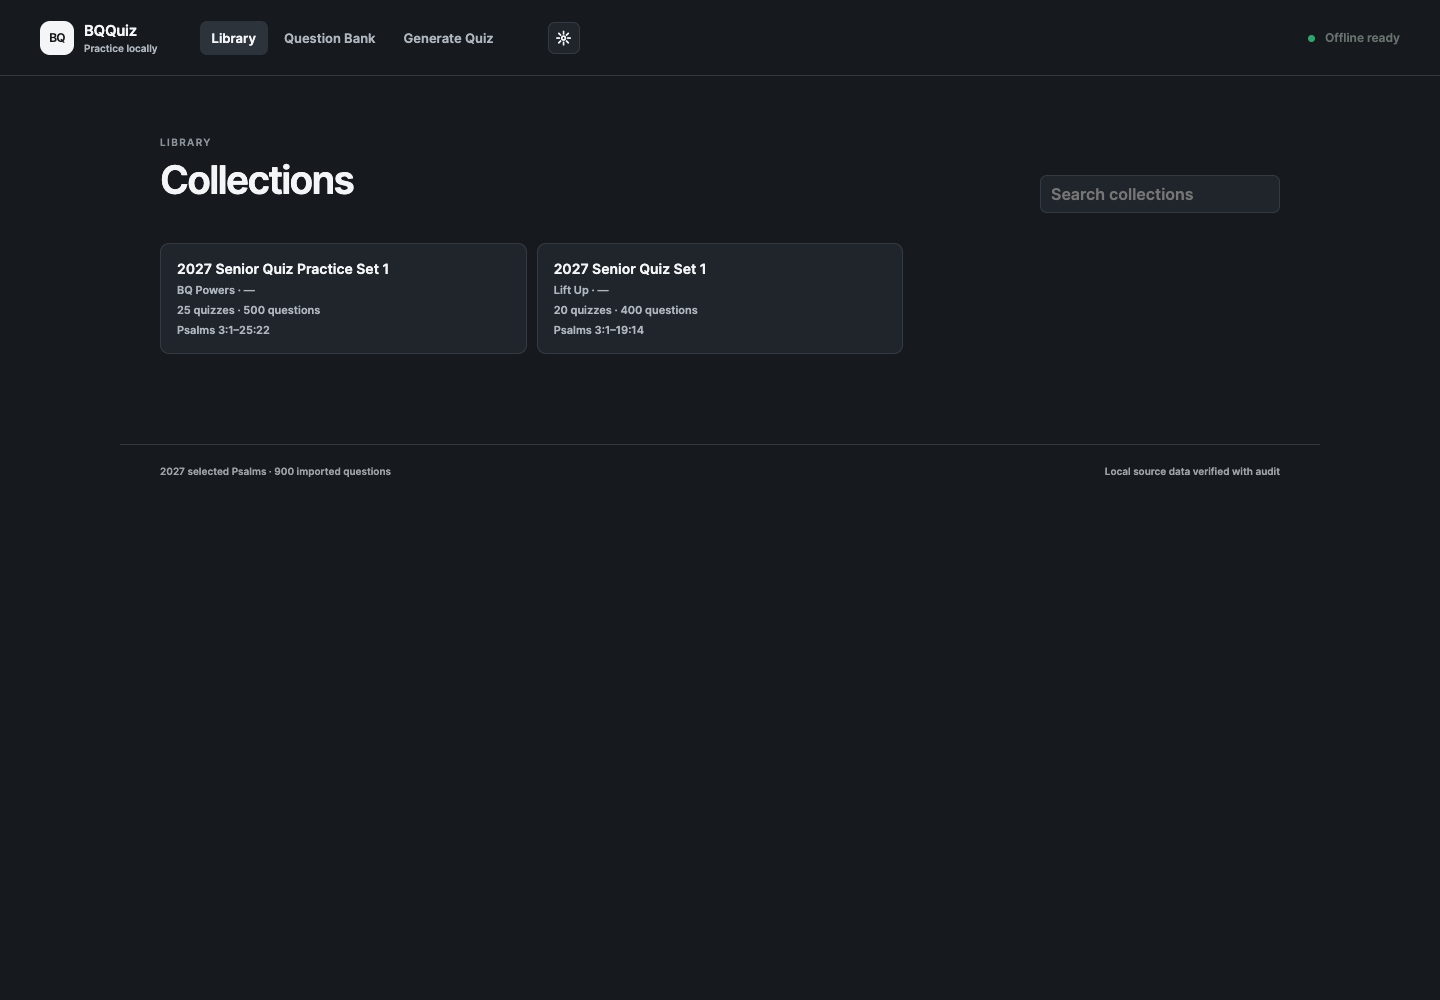 BQ
BQQuiz
Practice locally
Library
Question Bank
Generate Quiz
Offline ready
LIBRARY
Collections
Search collections
2027 Senior Quiz Practice Set 1
BQ Powers · —
25 quizzes · 500 questions
Psalms 3:1–25:22
2027 Senior Quiz Set 1
Lift Up · —
20 quizzes · 400 questions
Psalms 3:1–19:14
2027 selected Psalms · 900 imported questions
Local source data verified with audit